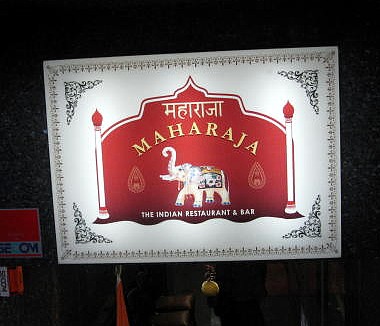 महाराजा
MAHARAJA
THE INDIAN RESTAURANT & BAR